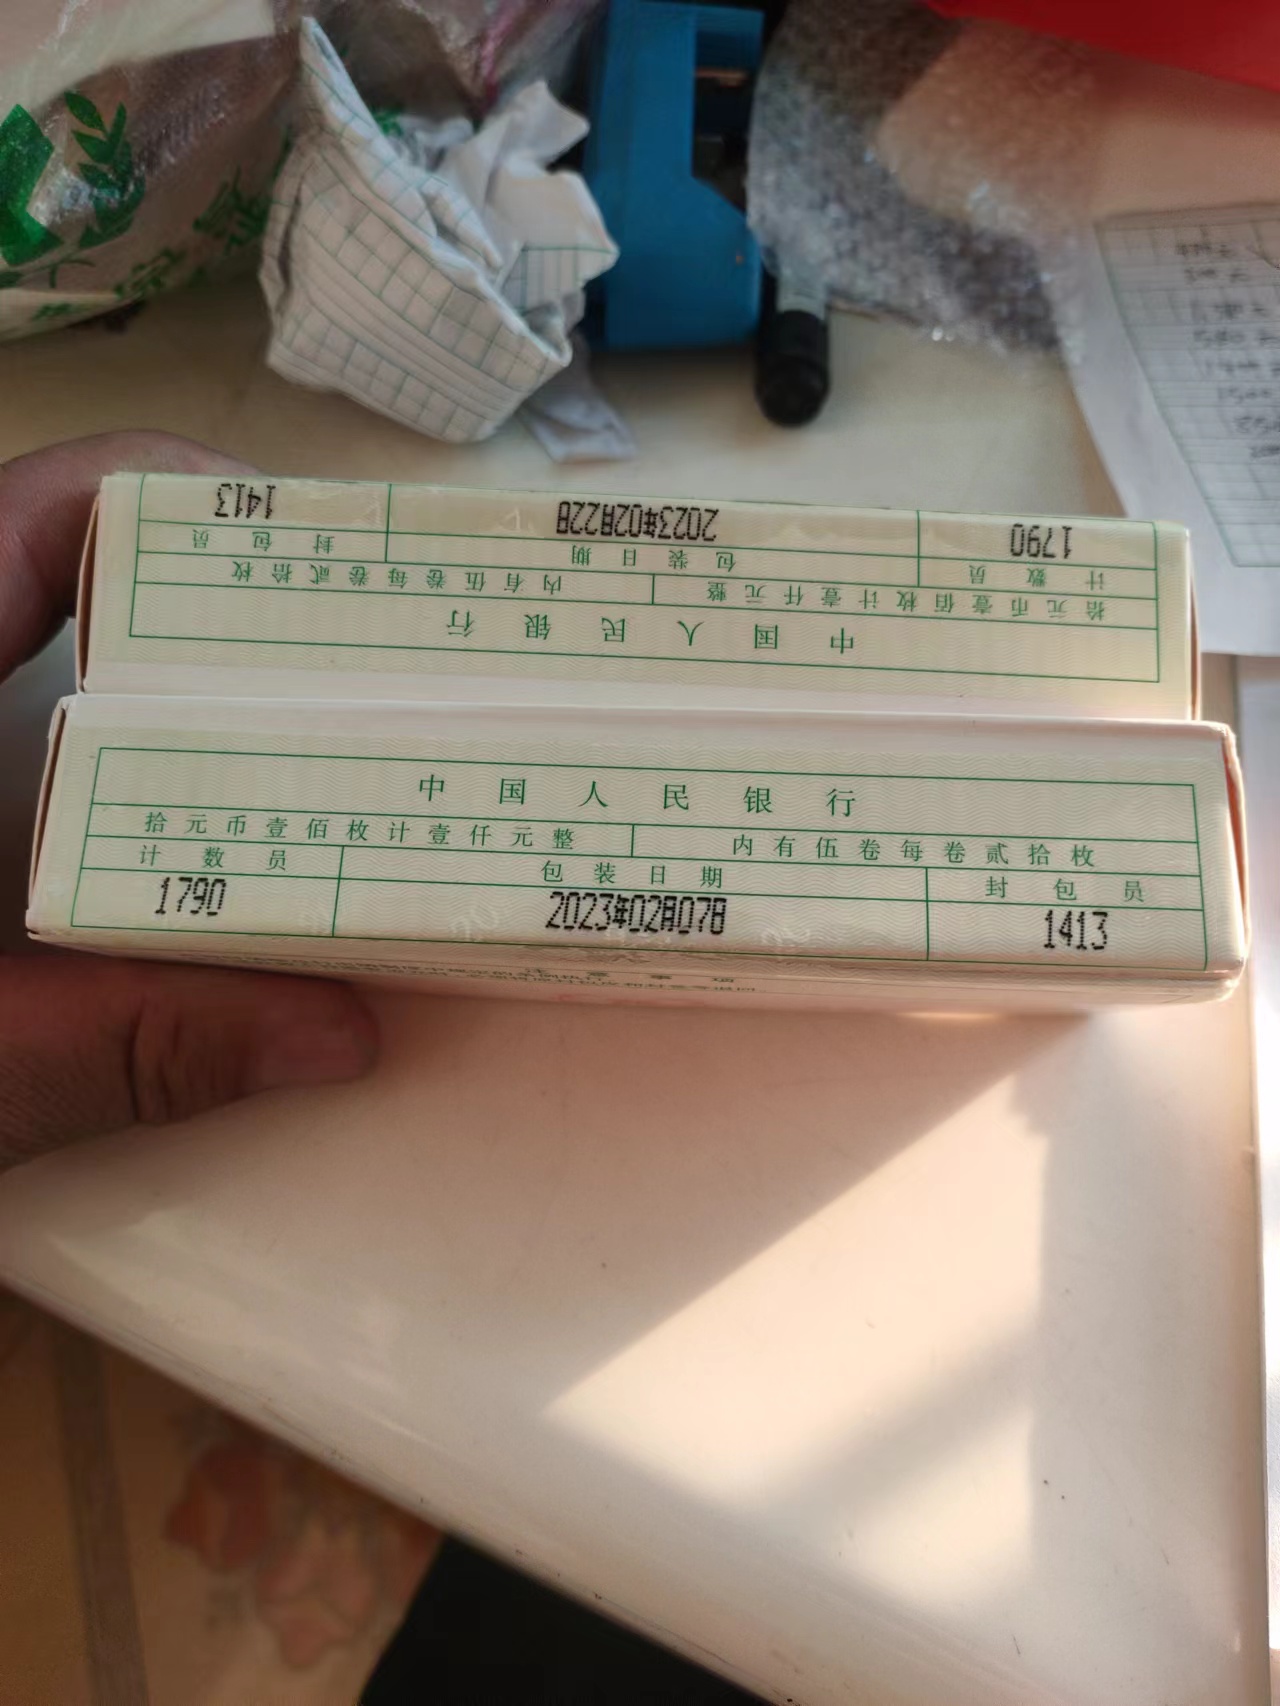 中国人民银行
拾元币壹佰枚计壹仟元整 内有伍卷每卷贰拾枚
计数员 包装日期 封包员
1790 2023年02月22日 1413
中国人民银行
拾元币壹佰枚计壹仟元整 内有伍卷每卷贰拾枚
计数员 包装日期 封包员
1790 2023年02月07日 1413
注意事项